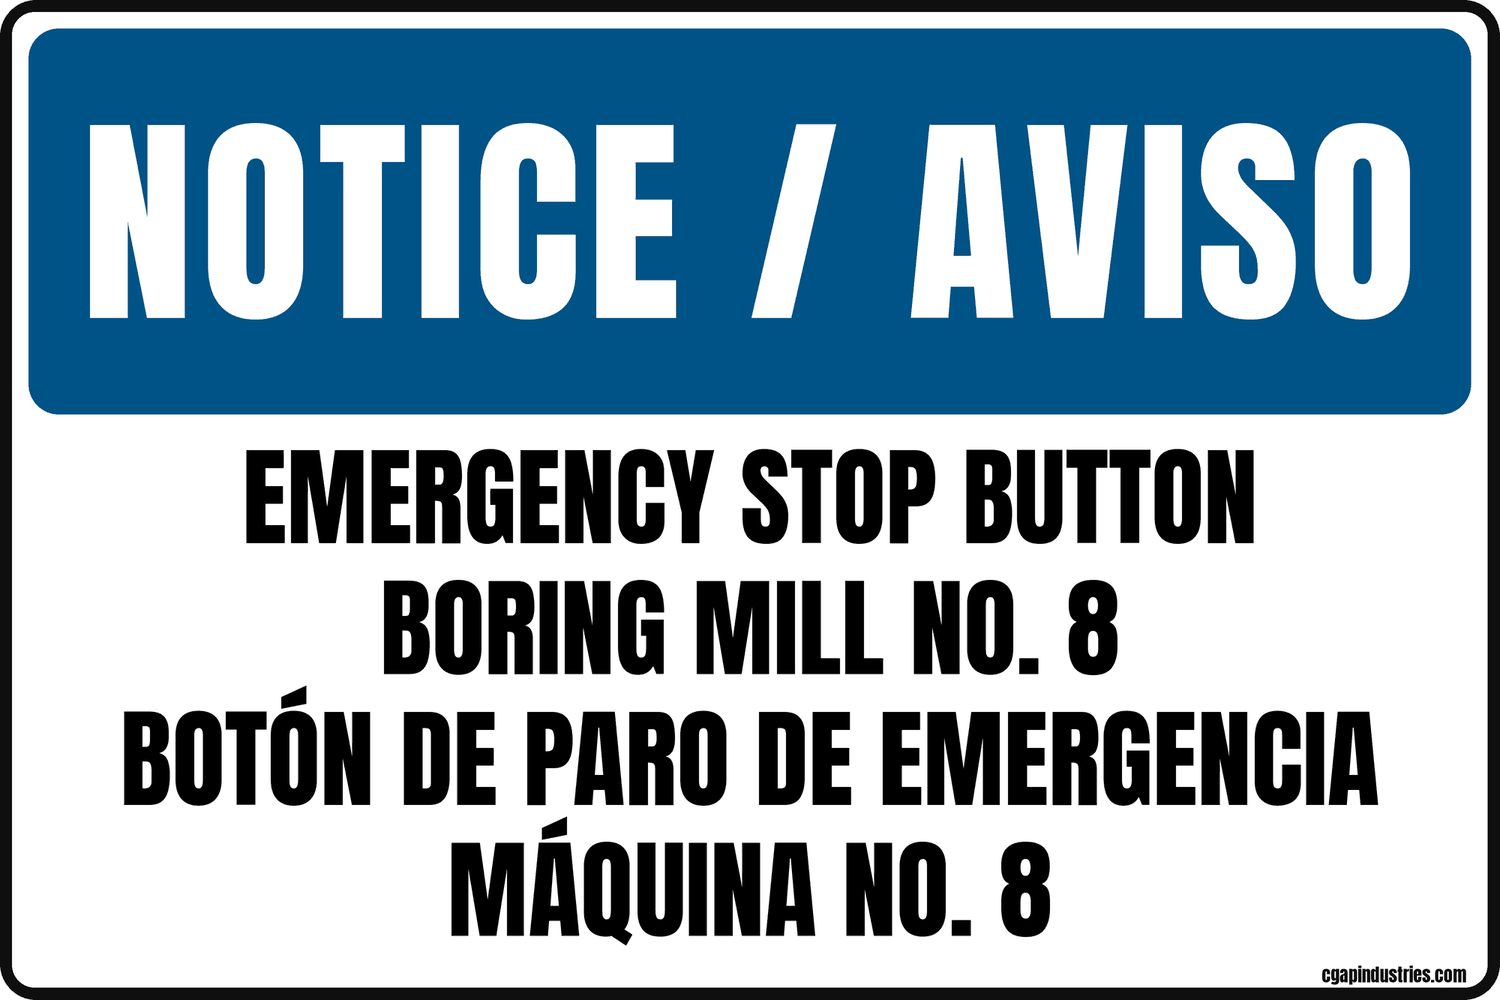 NOTICE / AVISO
EMERGENCY STOP BUTTON
BORING MILL NO. 8
BOTÓN DE PARO DE EMERGENCIA
MÁQUINA NO. 8
cgapindustries.com